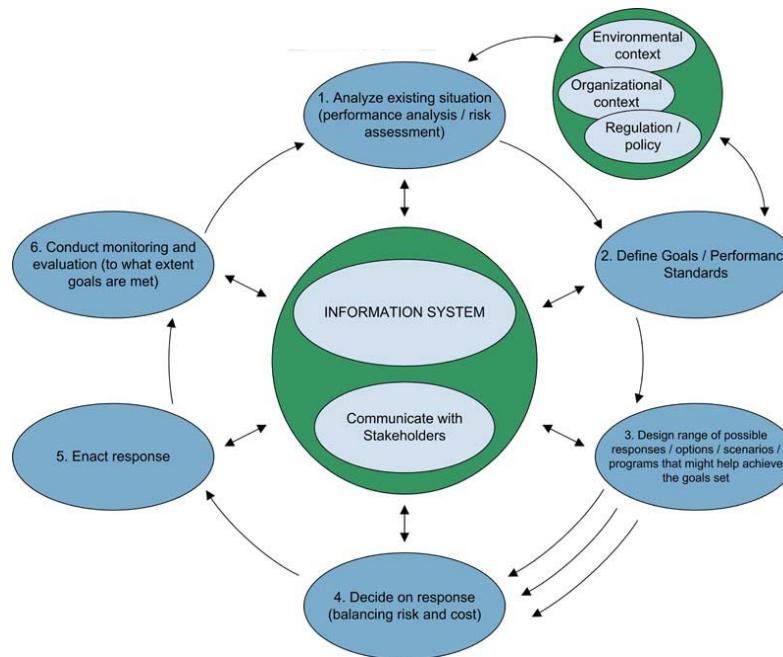 Environmental
context
Organizational
context
Regulation /
policy
1. Analyze existing situation
(performance analysis / risk
assessment)
2. Define Goals / Performance
Standards
3. Design range of possible
responses / options / scenarios /
programs that might help achieve
the goals set
4. Decide on response
(balancing risk and cost)
5. Enact response
6. Conduct monitoring and
evaluation (to what extent
goals are met)
INFORMATION SYSTEM
Communicate with
Stakeholders